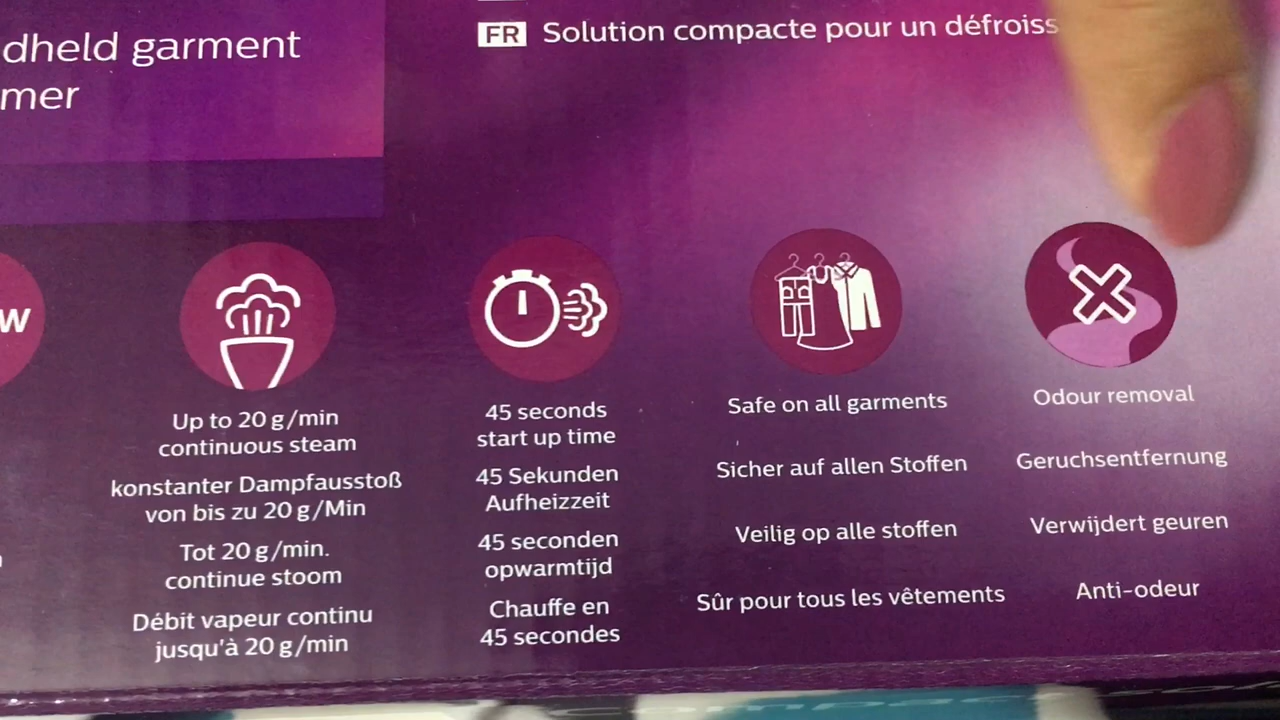 dheld garment
mer
FR Solution compacte pour un défroiss
W
Up to 20 g/min
continuous steam
konstanter Dampfausstoß
von bis zu 20 g/Min
Tot 20 g/min.
continue stoom
Débit vapeur continu
jusqu'à 20 g/min
45 seconds
start up time
45 Sekunden
Aufheizzeit
45 seconden
opwarmtijd
Chauffe en
45 secondes
Safe on all garments
Sicher auf allen Stoffen
Veilig op alle stoffen
Sûr pour tous les vêtements
Odour removal
Geruchsentfernung
Verwijdert geuren
Anti-odeur